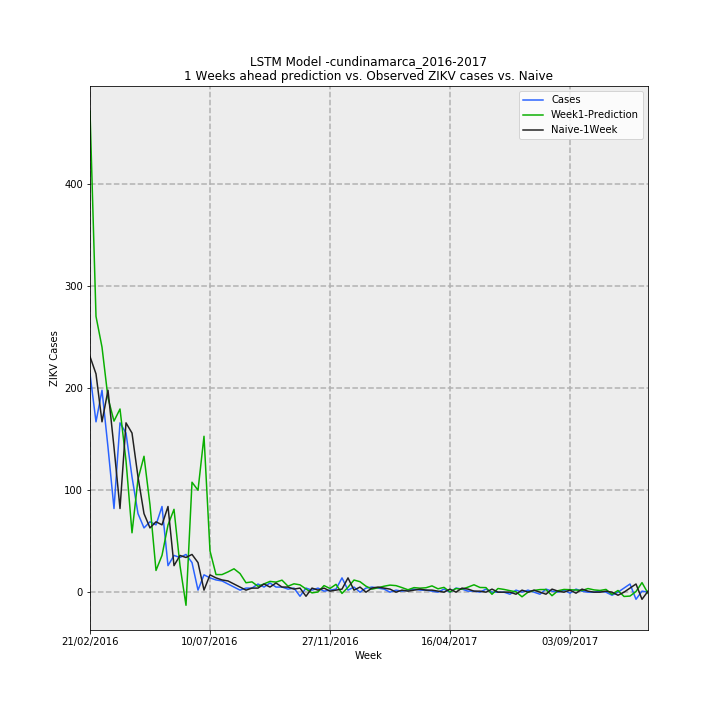 LSTM Model -cundinamarca_2016-2017
1 Weeks ahead prediction vs. Observed ZIKV cases vs. Naive
Cases
Week1-Prediction
Naive-1Week
400
300
200
100
0
ZIKV Cases
21/02/2016 10/07/2016 27/11/2016 16/04/2017 03/09/2017
Week